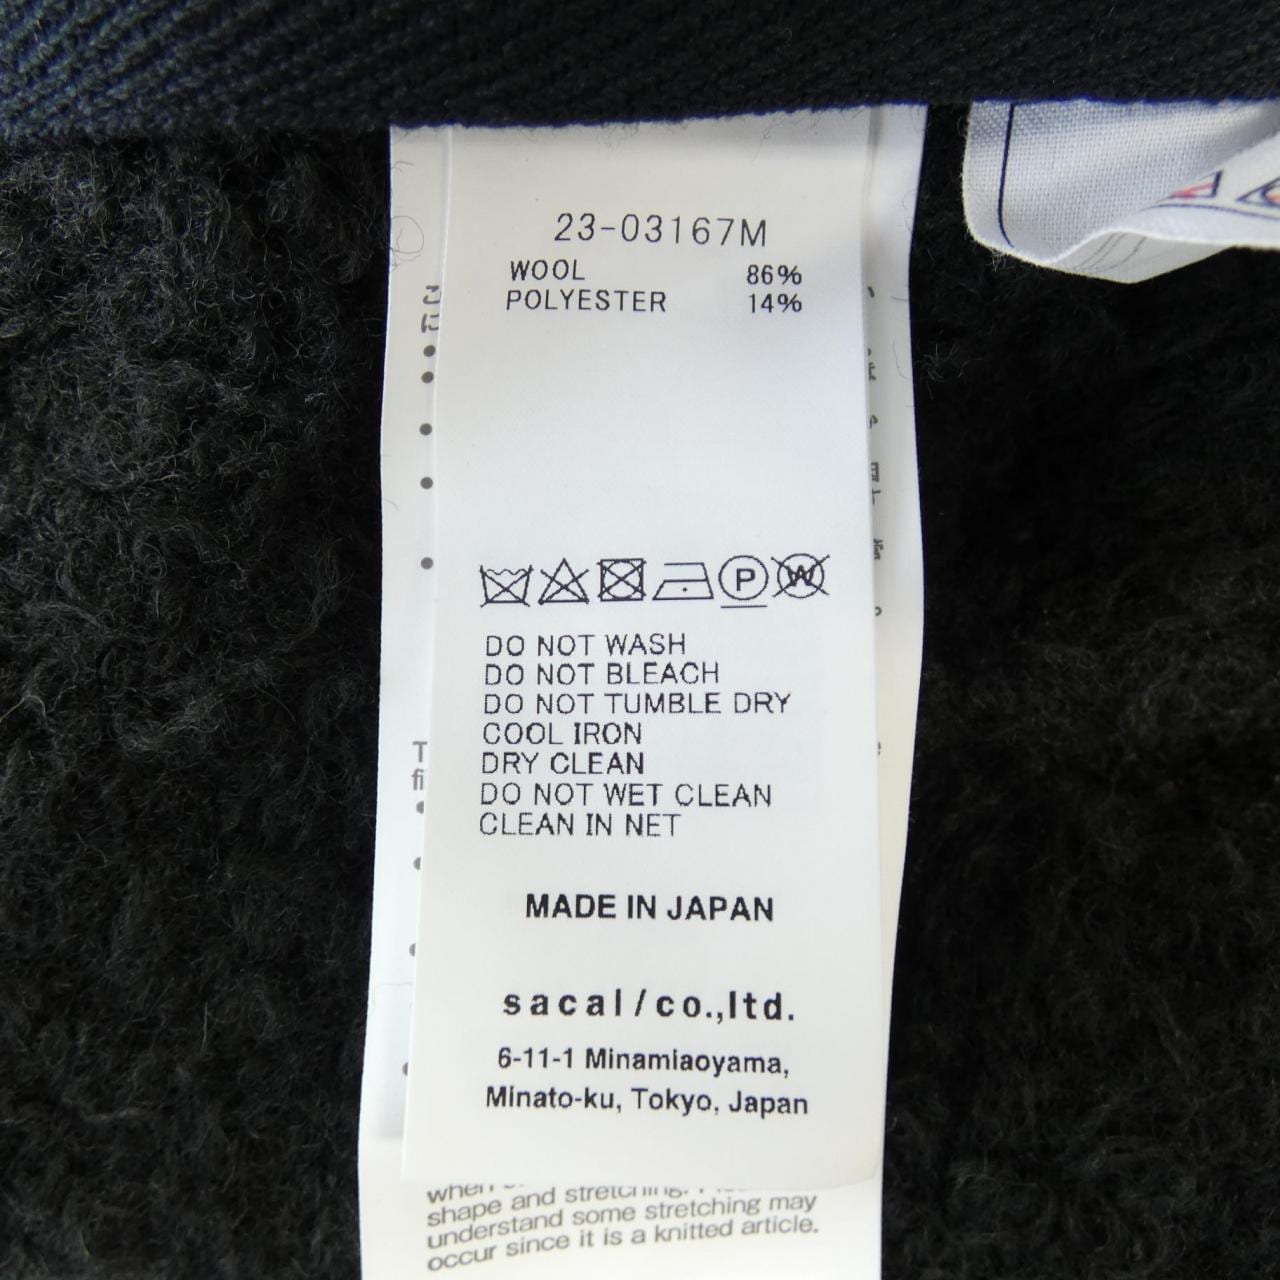 23-03167M
WOOL 86%
POLYESTER 14%
P
W
DO NOT WASH
DO NOT BLEACH
DO NOT TUMBLE DRY
COOL IRON
DRY CLEAN
DO NOT WET CLEAN
CLEAN IN NET
MADE IN JAPAN
sacal/co.,ltd.
6-11-1 Minamiaoyama,
Minato-ku, Tokyo, Japan
when
shape and stretching.
understand some stretching may
occur since it is a knitted article.